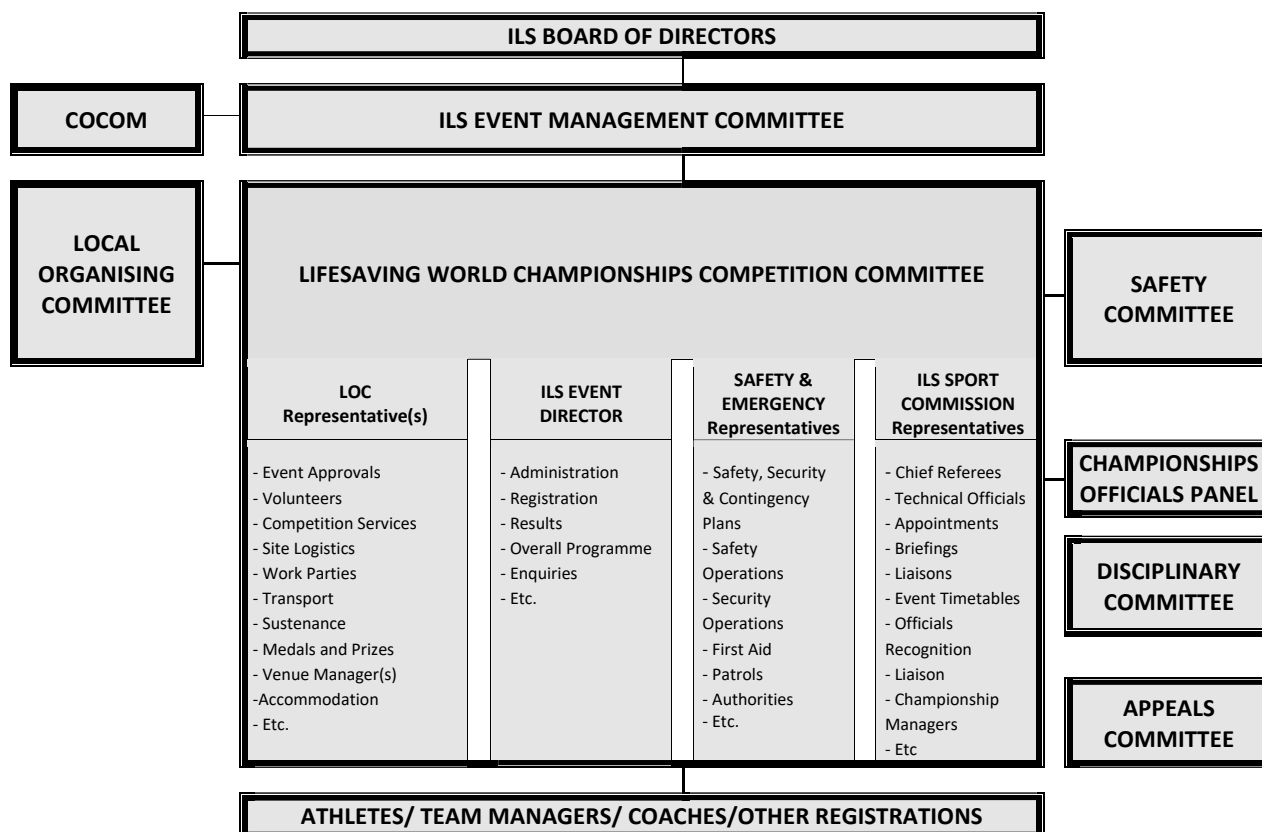 ILS BOARD OF DIRECTORS
COCOM
ILS EVENT MANAGEMENT COMMITTEE
LOCAL
ORGANISING
COMMITTEE
LIFESAVING WORLD CHAMPIONSHIPS COMPETITION COMMITTEE
SAFETY
COMMITTEE
LOC
Representative(s)
- Event Approvals
- Volunteers
- Competition Services
- Site Logistics
- Work Parties
- Transport
- Sustenance
- Medals and Prizes
- Venue Manager(s)
-Accommodation
- Etc.
ILS EVENT
DIRECTOR
- Administration
- Registration
- Results
- Overall Programme
- Enquiries
- Etc.
SAFETY &
EMERGENCY
Representatives
- Safety, Security
& Contingency
Plans
- Safety
Operations
- Security
Operations
- First Aid
- Patrols
- Authorities
- Etc.
ILS SPORT
COMMISSION
Representatives
- Chief Referees
- Technical Officials
- Appointments
- Briefings
- Liaisons
- Event Timetables
- Officials
Recognition
- Liaison
- Championship
Managers
- Etc
CHAMPIONSHIPS
OFFICIALS PANEL
DISCIPLINARY
COMMITTEE
APPEALS
COMMITTEE
ATHLETES/ TEAM MANAGERS/ COACHES/OTHER REGISTRATIONS